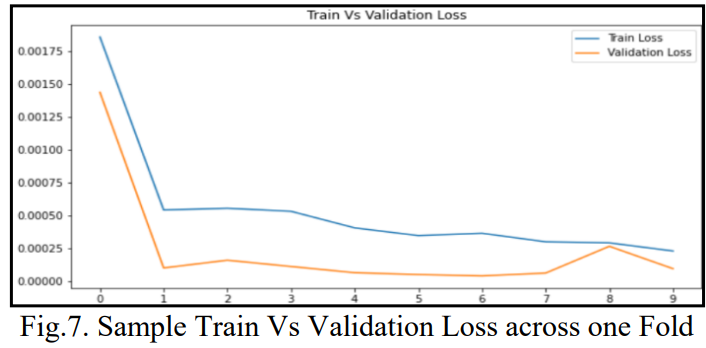 Train Vs Validation Loss
Train Loss
Validation Loss
0.00175
0.00150
0.00125
0.00100
0.00075
0.00050
0.00025
0.00000
0 1 2 3 4 5 6 7 8 9
Fig.7. Sample Train Vs Validation Loss across one Fold